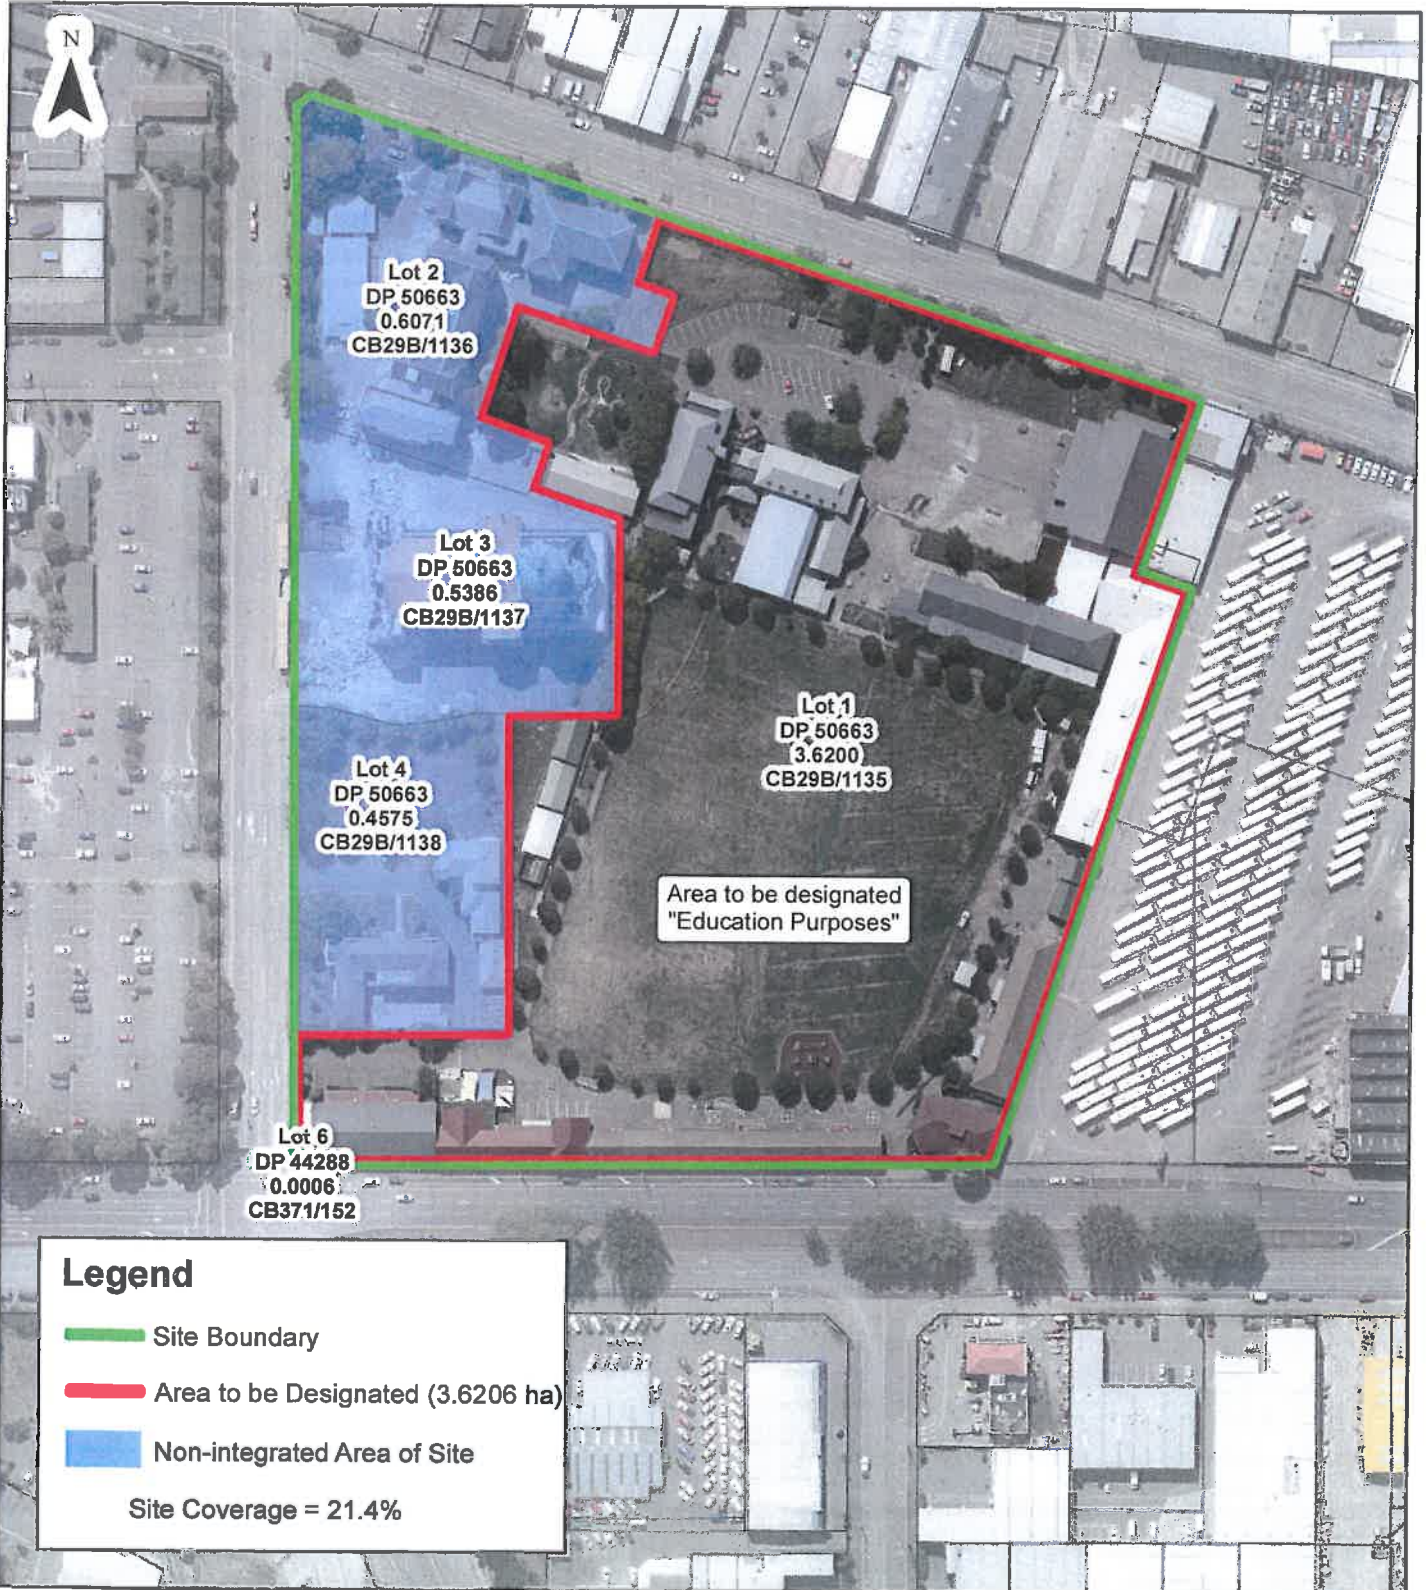 N
Lot 2
DP 50663
0.6071
CB29B/1136
Lot 3
DP 50663
0.5386
CB29B/1137
Lot 1
DP 50663
3.6200
CB29B/1135
Lot 4
DP 50663
0.4575
CB29B/1138
Area to be designated
"Education Purposes"
Lot 6
DP 44288
0.0006
CB371/152
Legend
Site Boundary
Area to be Designated (3.6206 ha)
Non-integrated Area of Site
Site Coverage = 21.4%